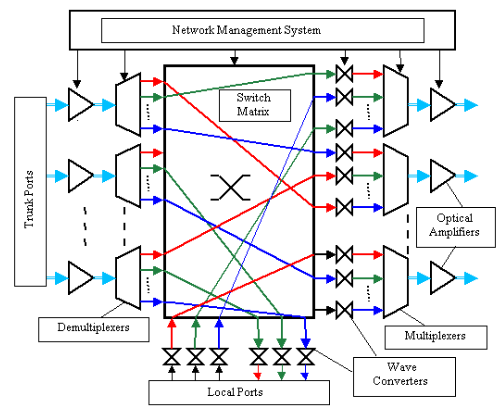 Network Management System
Switch
Matrix
Trunk Ports
Optical
Amplifiers
Demultiplexers
Multiplexers
Wave
Converters
Local Ports